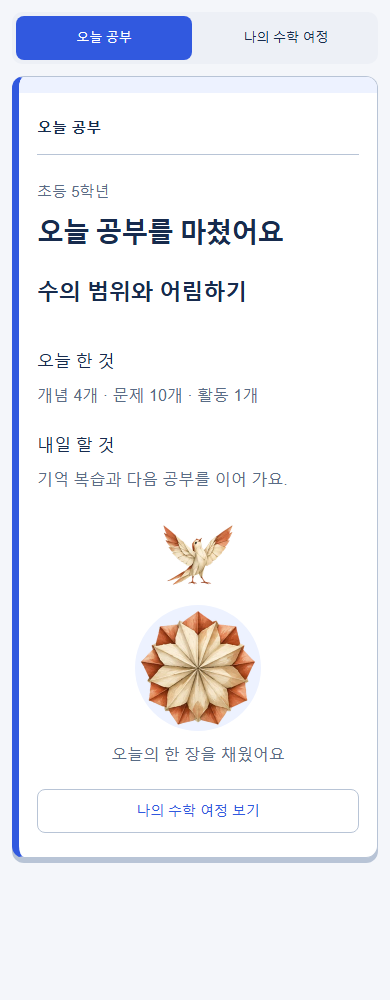 오늘 공부
나의 수학 여정
오늘 공부
초등 5학년
오늘 공부를 마쳤어요
수의 범위와 어림하기
오늘 한 것
개념 4개 · 문제 10개 · 활동 1개
내일 할 것
기억 복습과 다음 공부를 이어 가요.
오늘의 한 장을 채웠어요
나의 수학 여정 보기